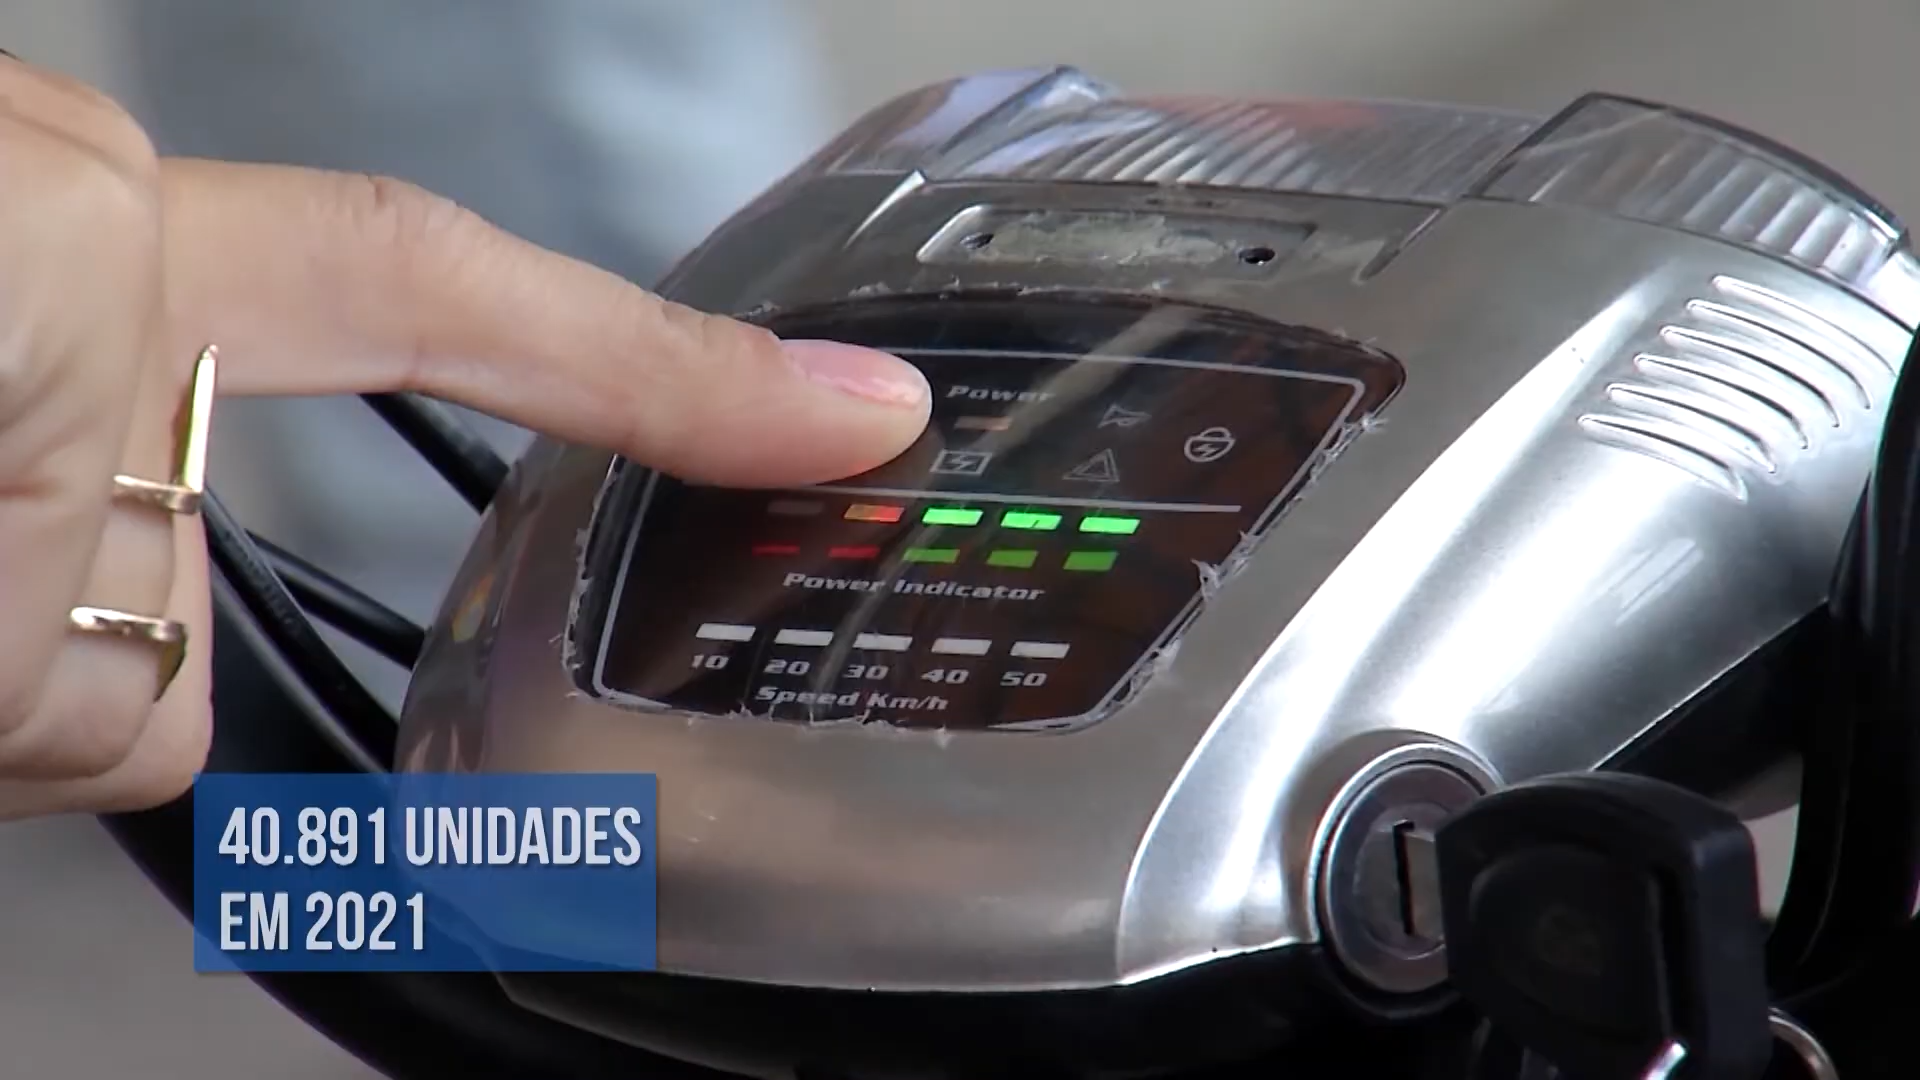 Power
Power Indicator
10 20 30 40 50
Speed Km/h
40.891 UNIDADES
EM 2021